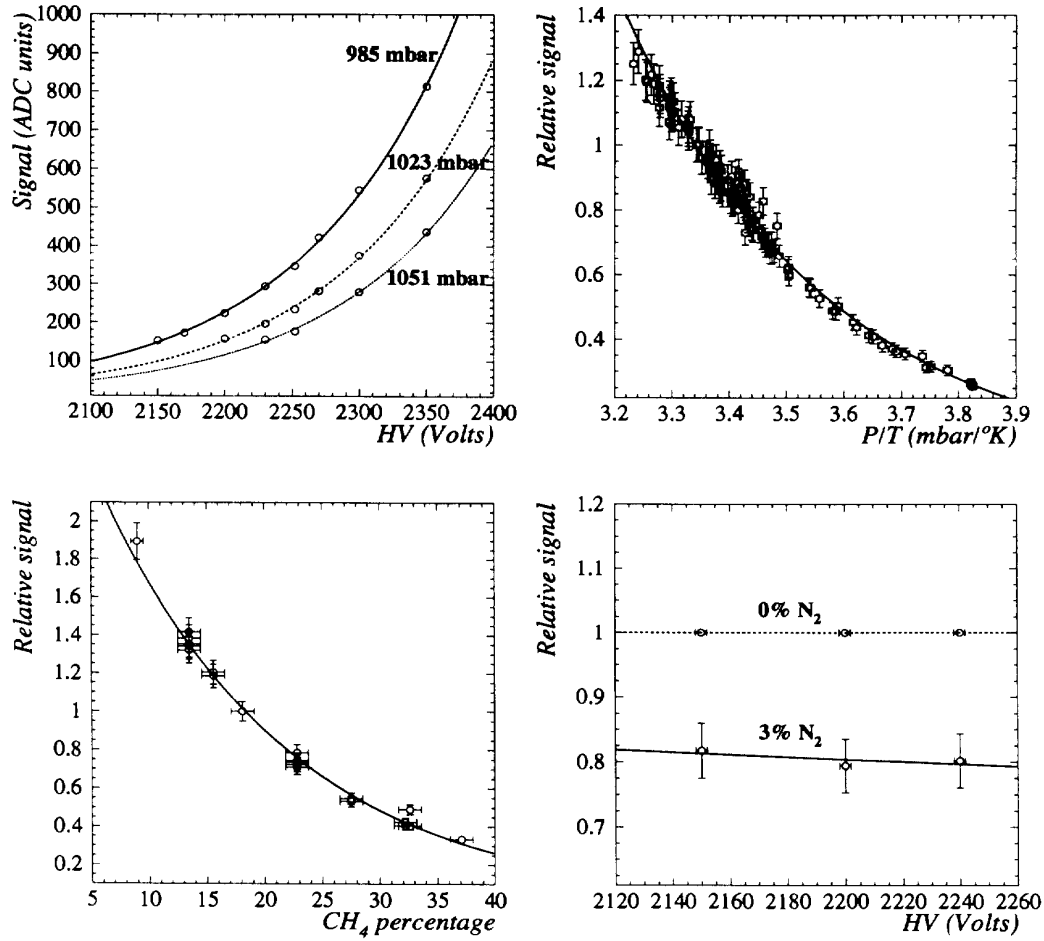 Signal (ADC units)
1000
900
800
700
600
500
400
300
200
100
985 mbar
1023 mbar
1051 mbar
2100 2150 2200 2250 2300 2350 2400
HV (Volts)
Relative signal
1.4
1.2
1
0.8
0.6
0.4
3.2 3.3 3.4 3.5 3.6 3.7 3.8 3.9
P/T (mbar/°K)
Relative signal
2
1.8
1.6
1.4
1.2
1
0.8
0.6
0.4
0.2
5 10 15 20 25 30 35 40
CH₄ percentage
Relative signal
1.2
1.1
1
0.9
0.8
0.7
0% N₂
3% N₂
2120 2140 2160 2180 2200 2220 2240 2260
HV (Volts)